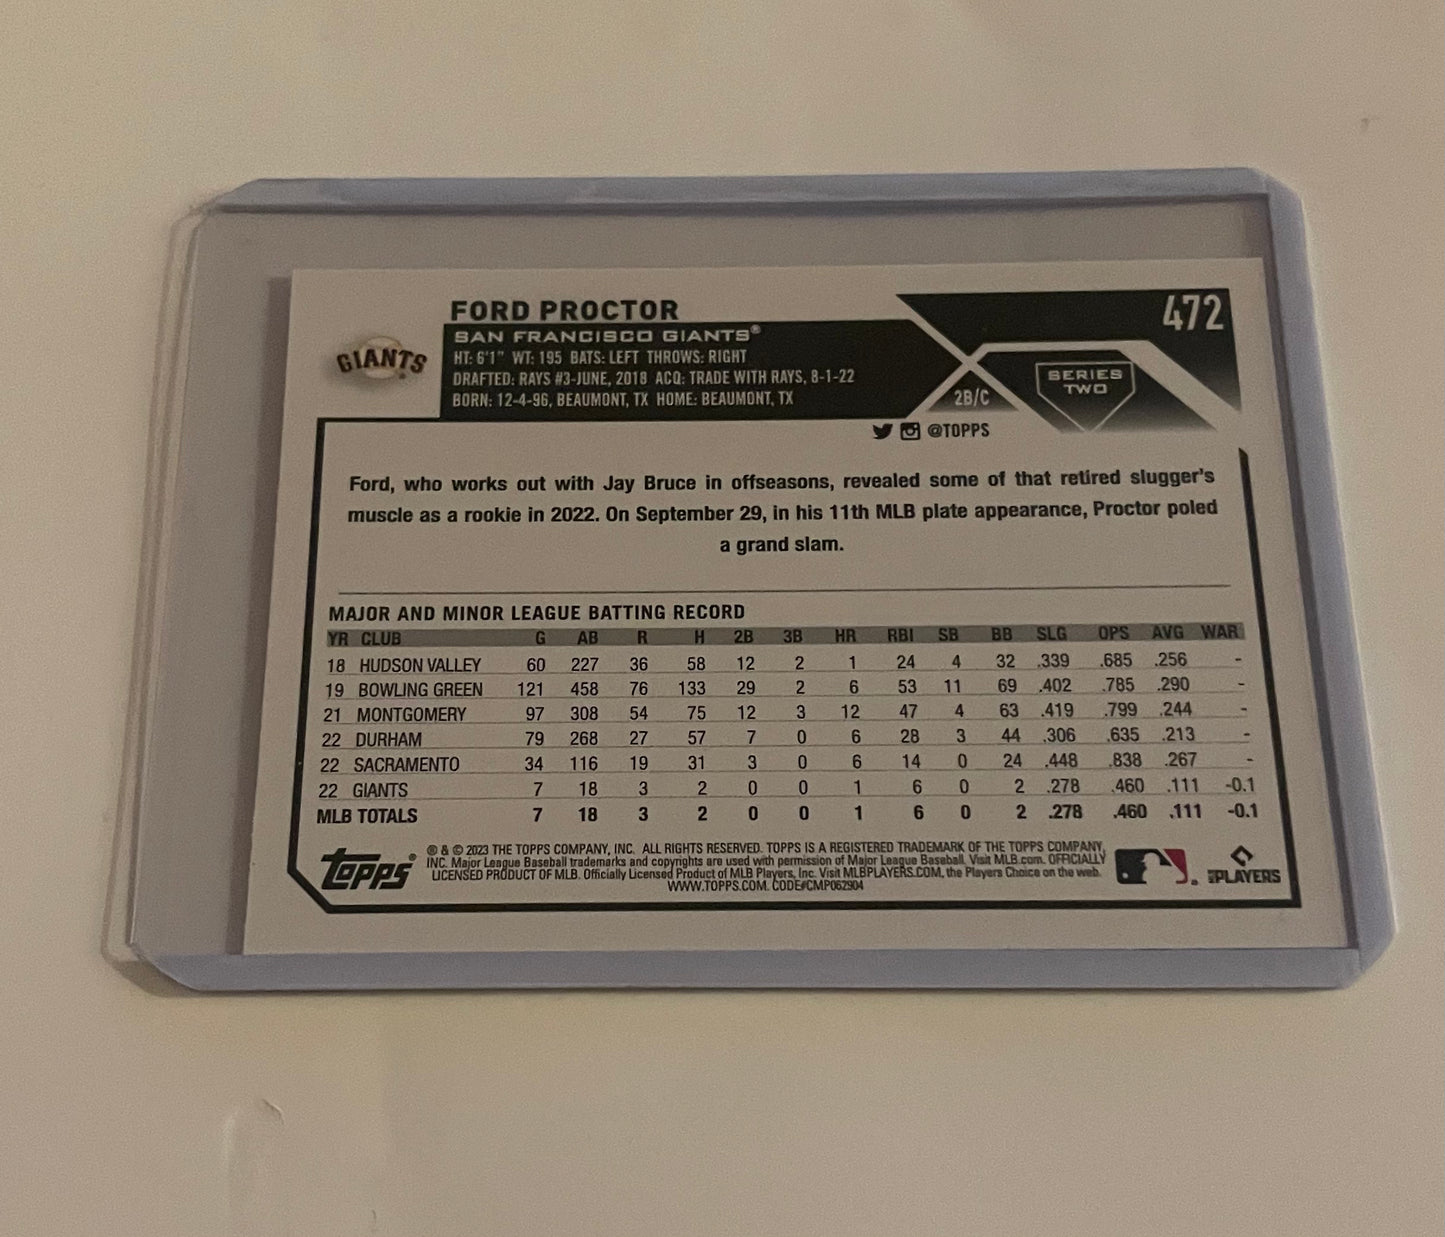 FORD PROCTOR
472
SAN FRANCISCO GIANTS®
GIANTS
HT: 6'1" WT: 195 BATS: LEFT THROWS: RIGHT
DRAFTED: RAYS #3-JUNE, 2018 ACQ: TRADE WITH RAYS, 8-1-22
BORN: 12-4-96, BEAUMONT, TX HOME: BEAUMONT, TX
2B/C
SERIES
TWO
@TOPPS
Ford, who works out with Jay Bruce in offseasons, revealed some of that retired slugger's
muscle as a rookie in 2022. On September 29, in his 11th MLB plate appearance, Proctor poled
a grand slam.
MAJOR AND MINOR LEAGUE BATTING RECORD
YR CLUB G AB R H 2B 3B HR RBI SB BB SLG OPS AVG WAR
18 HUDSON VALLEY 60 227 36 58 12 2 1 24 4 32 .339 .685 .256 -
19 BOWLING GREEN 121 458 76 133 29 2 6 53 11 69 .402 .785 .290 -
21 MONTGOMERY 97 308 54 75 12 3 12 47 4 63 .419 .799 .244 -
22 DURHAM 79 268 27 57 7 0 6 28 3 44 .306 .635 .213 -
22 SACRAMENTO 34 116 19 31 3 0 6 14 0 24 .448 .838 .267 -
22 GIANTS 7 18 3 2 0 0 1 6 0 2 .278 .460 .111 -0.1
MLB TOTALS 7 18 3 2 0 0 1 6 0 2 .278 .460 .111 -0.1
topps®
® & © 2023 THE TOPPS COMPANY, INC. ALL RIGHTS RESERVED. TOPPS IS A REGISTERED TRADEMARK OF THE TOPPS COMPANY,
INC. Major League Baseball trademarks and copyrights are used with permission of Major League Baseball. Visit MLB.com. OFFICIALLY
LICENSED PRODUCT OF MLB. Officially Licensed Product of MLB Players, Inc. Visit MLBPLAYERS.COM, the Players Choice on the web.
WWW.TOPPS.COM. CODE#CMP062904
MLB PLAYERS